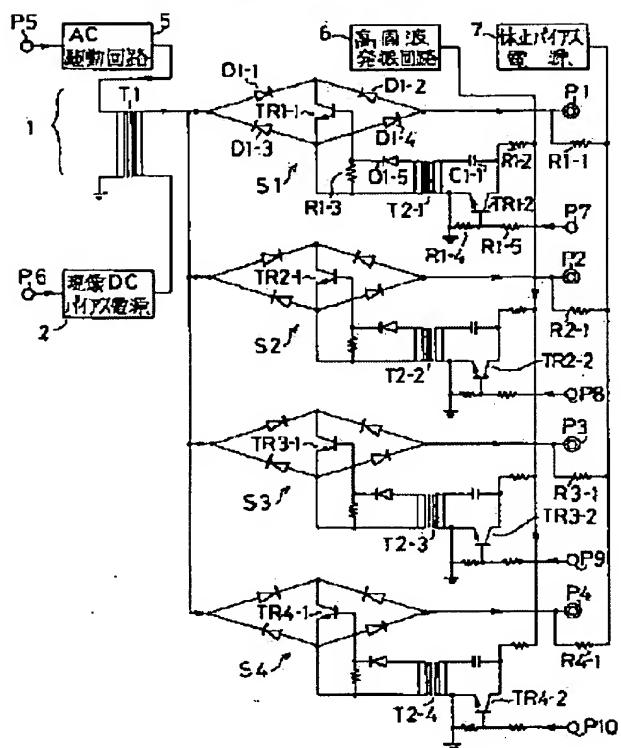 P5
5
AC
駆動回路
6
高周波
発振回路
7
休止バイアス
電源
1
T1
D1-1
D1-2
TR1-1
D1-3
D1-4
P1
S1
R1-3
D1-5
T2-1
C1-1
R1-2
R1-1
TR1-2
P7
R1-4
R1-5
P6
現像DC
バイアス電源
2
TR2-1
P2
S2
R2-1
T2-2
TR2-2
P8
TR3-1
P3
S3
R3-1
T2-3
TR3-2
P9
TR4-1
P4
S4
R4-1
T2-4
TR4-2
P10